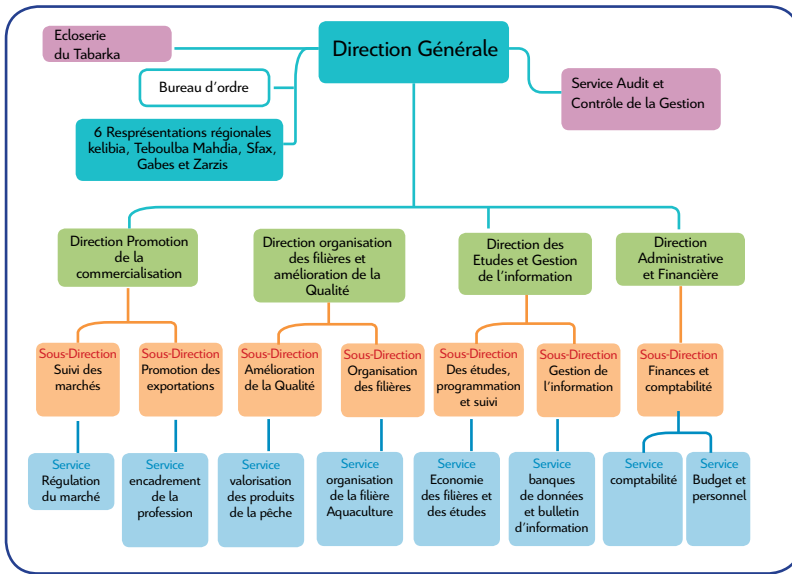 Ecloserie
du Tabarka
Direction Générale
Bureau d'ordre
Service Audit et
Contrôle de la Gestion
6 Resprésentations régionales
kelibia, Teboulba Mahdia, Sfax,
Gabes et Zarzis
Direction Promotion
de la
commercialisation
Direction organisation
des filières et
amélioration de la
Qualité
Direction des
Etudes et Gestion
de l'information
Direction
Administrative
et Financière
Sous-Direction
Suivi des
marchés
Sous-Direction
Promotion des
exportations
Sous-Direction
Amélioration
de la Qualité
Sous-Direction
Organisation
des filières
Sous-Direction
Des études,
programmation
et suivi
Sous-Direction
Gestion de
l'information
Sous-Direction
Finances et
comptabilité
Service
Régulation
du marché
Service
encadrement
de la
profession
Service
valorisation
des produits
de la pêche
Service
organisation
de la filière
Aquaculture
Service
Economie
des filières et
des études
Service
banques
de données
et bulletin
d'information
Service
comptabilité
Service
Budget et
personnel